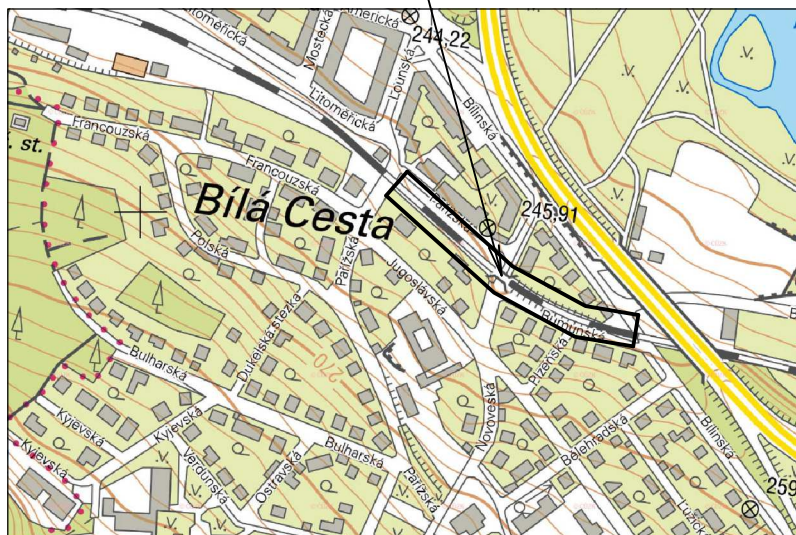 Litoměřická
Mostecká
244,22
Litoměřická
Lounská
Bílinská
Francouzská
st.
Francouzská
Bílá Cesta
Pařížská
245,91
Polská
Pařížská
Jugoslávská
Rumunská
Dukelská stezka
270
Plzeňská
Bulharská
Novoveská
Bílinská
Kyjevská
Kyjevská
Bulharská
Bělehradská
Kyjevská
Verdunská
Ostravská
Pařížská
Lužická
259